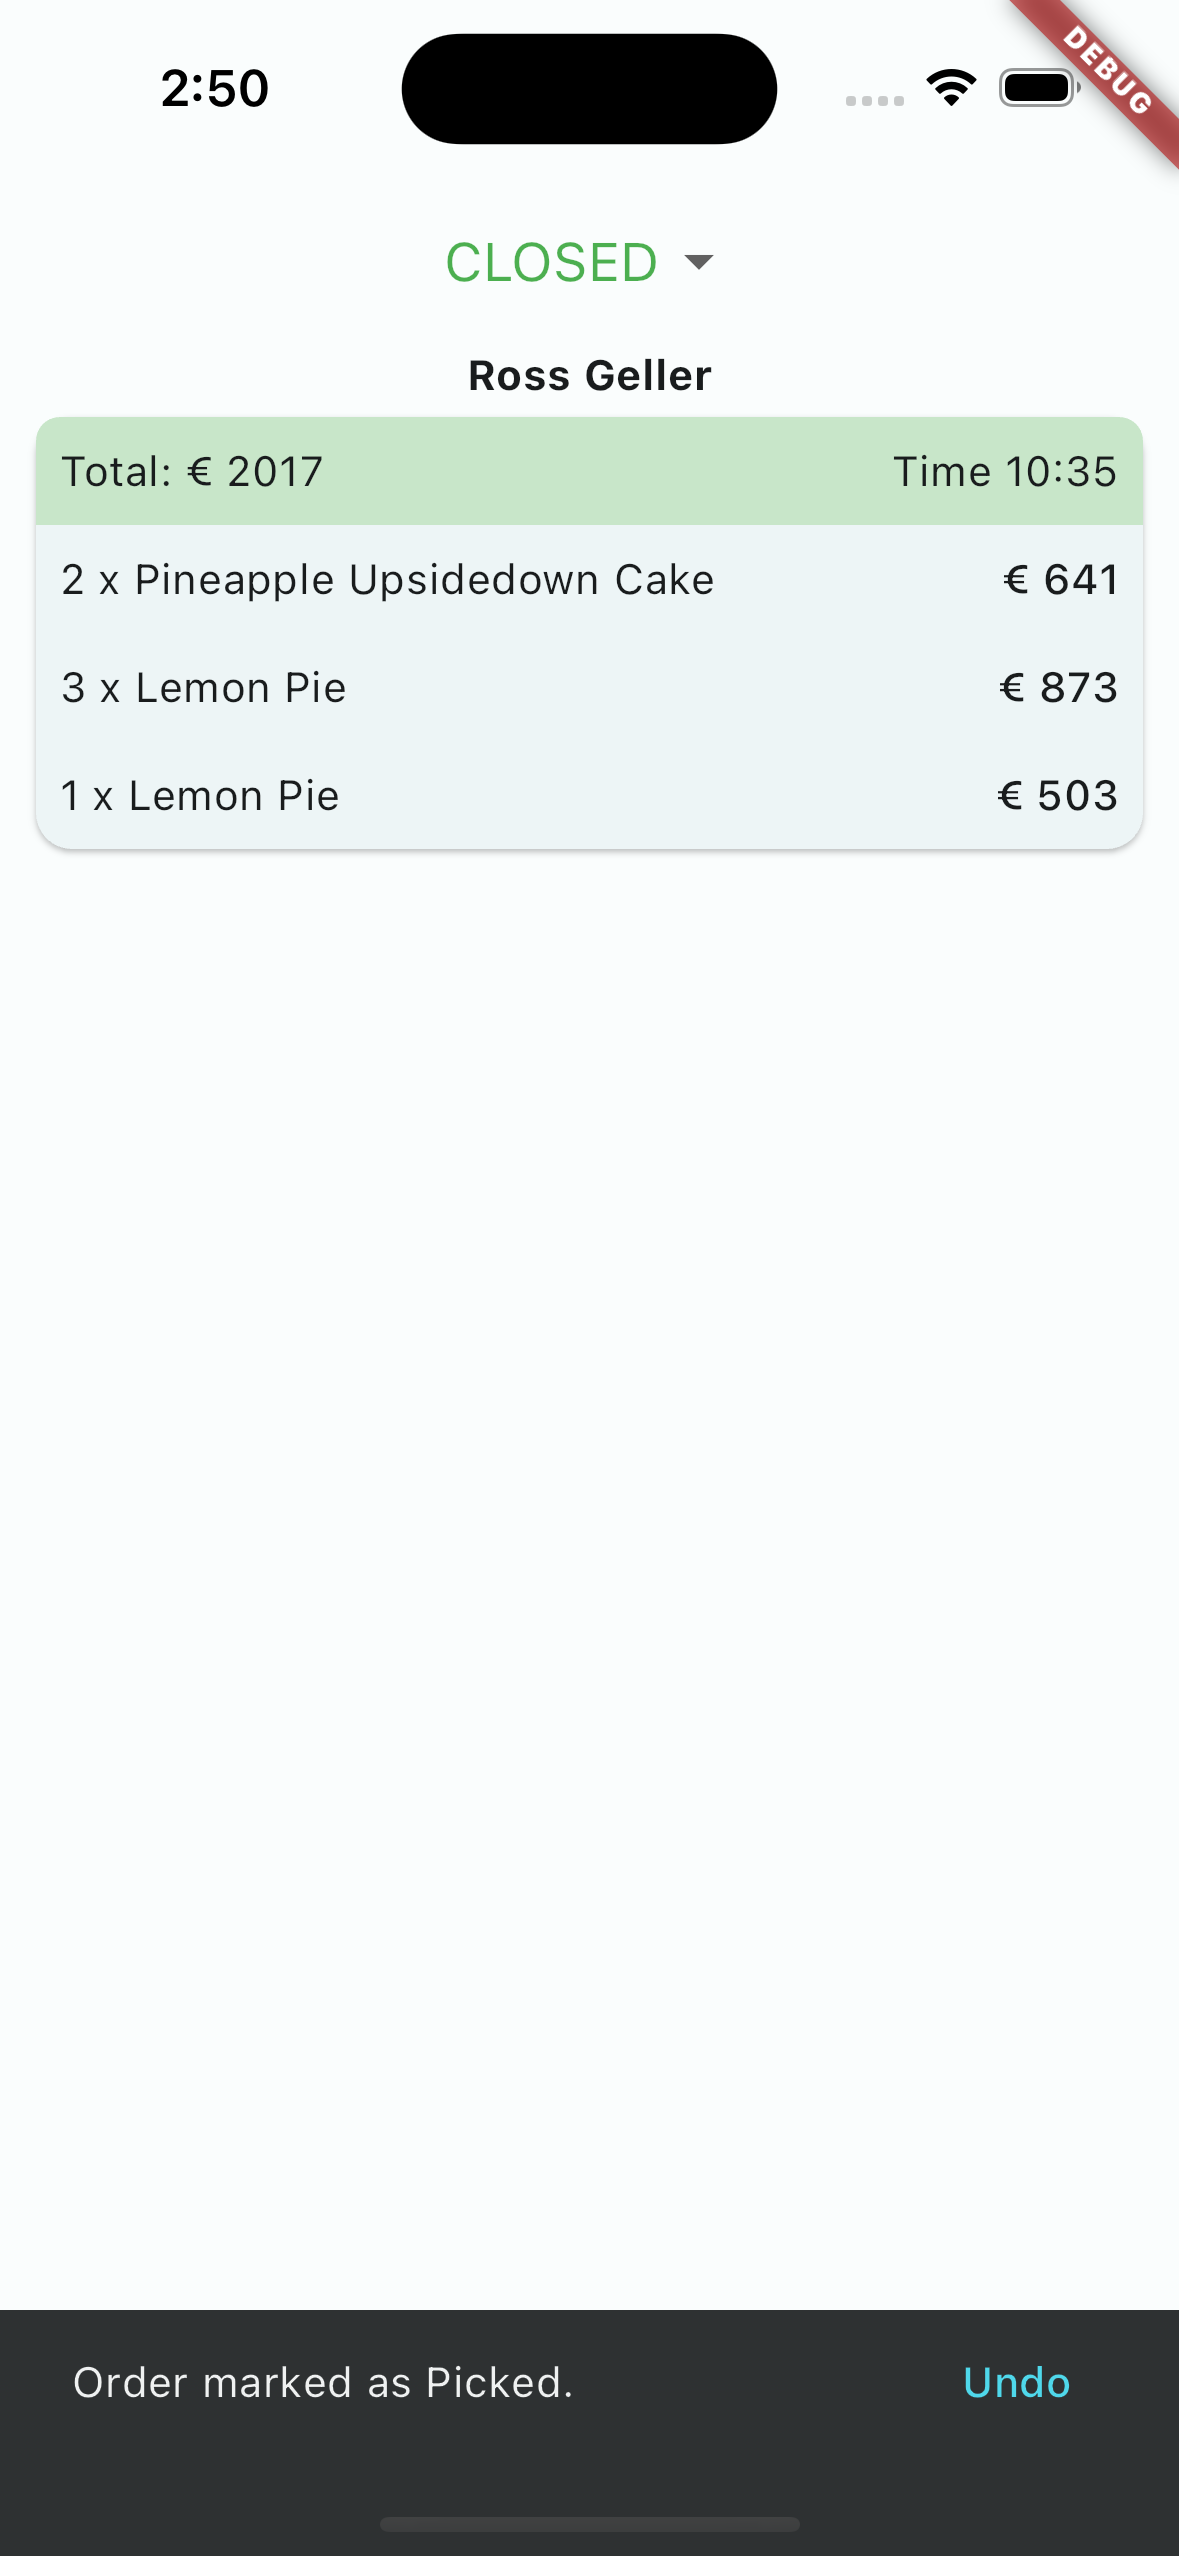 2:50
DEBUG
CLOSED
Ross Geller
Total: € 2017 Time 10:35
2 x Pineapple Upsidedown Cake € 641
3 x Lemon Pie € 873
1 x Lemon Pie € 503
Order marked as Picked. Undo